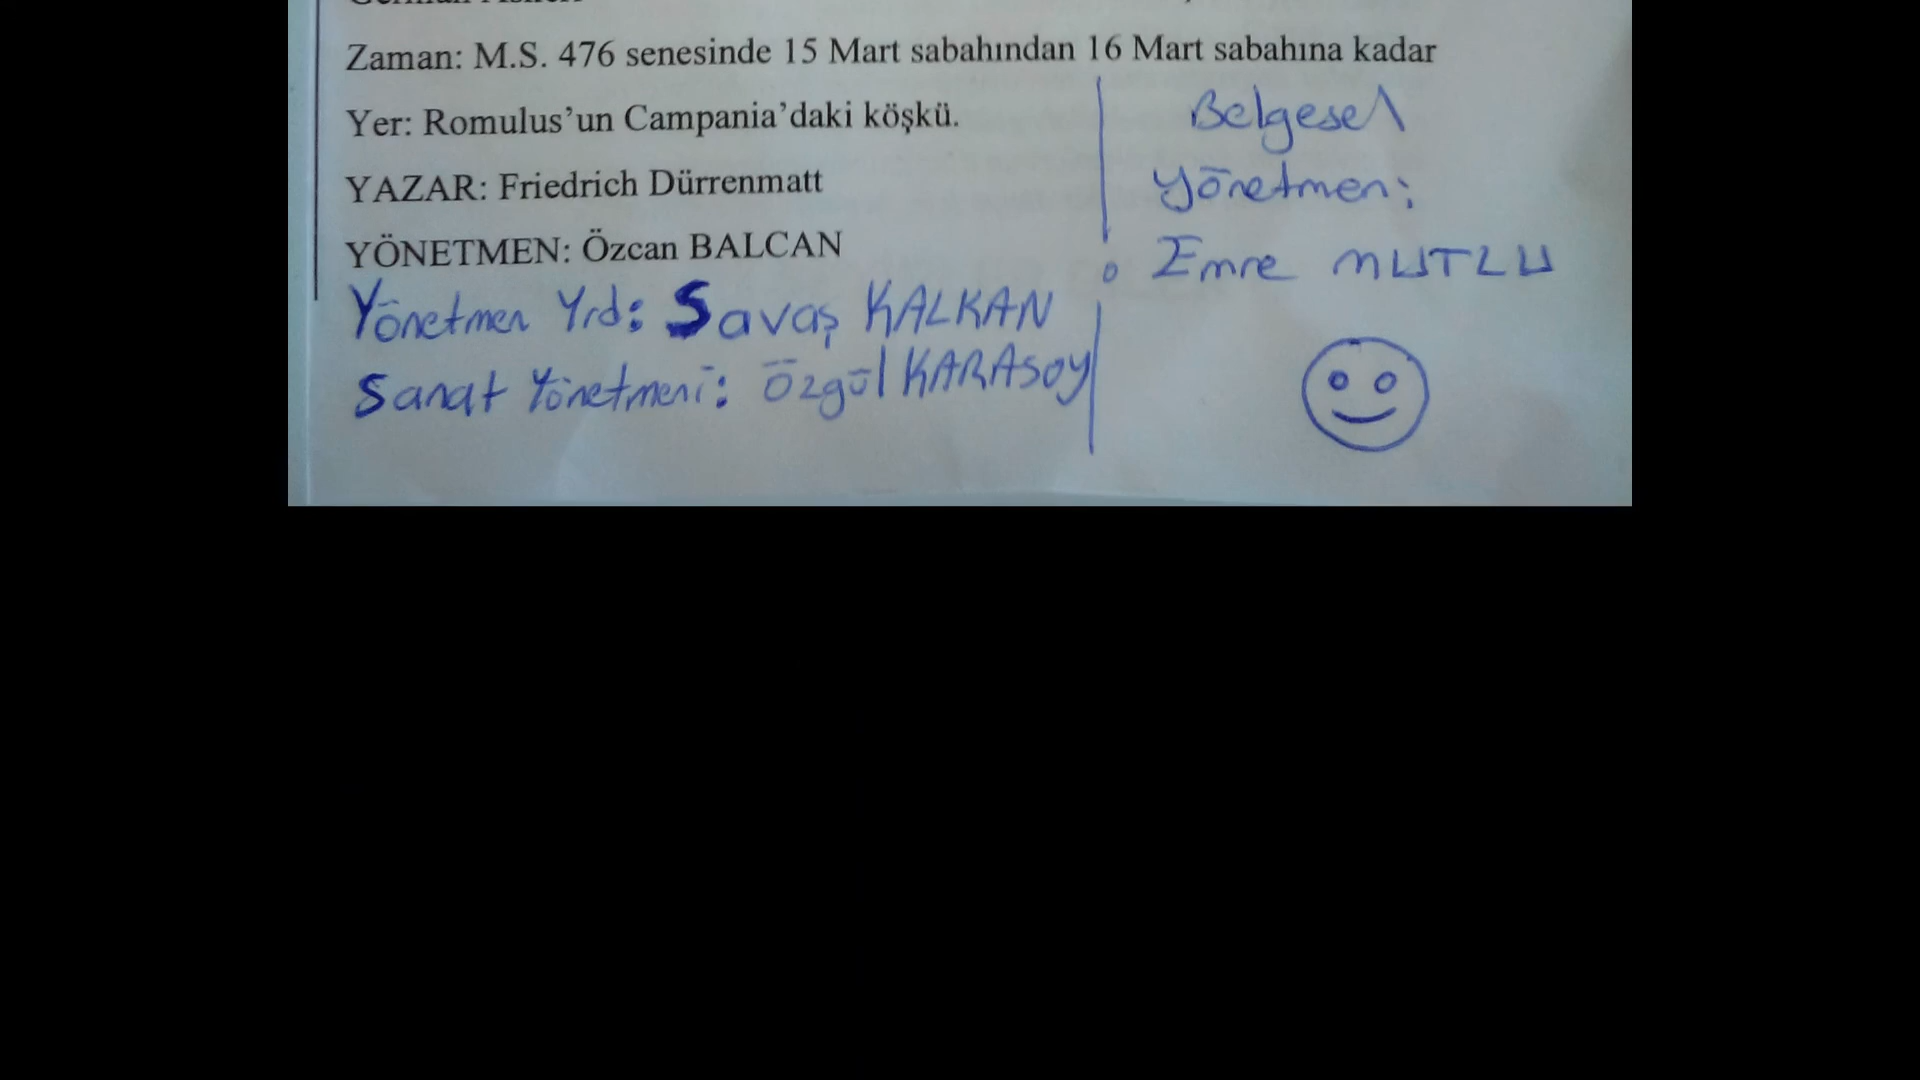 Zaman: M.S. 476 senesinde 15 Mart sabahından 16 Mart sabahına kadar
Yer: Romulus’un Campania’daki köşkü.
YAZAR: Friedrich Dürrenmatt
YÖNETMEN: Özcan BALCAN
Yönetmen Yrd: Savaş KALKAN
Sanat Yönetmeni: Özgül KARASOY
Belgesel
Yönetmen:
Emre MUTLU